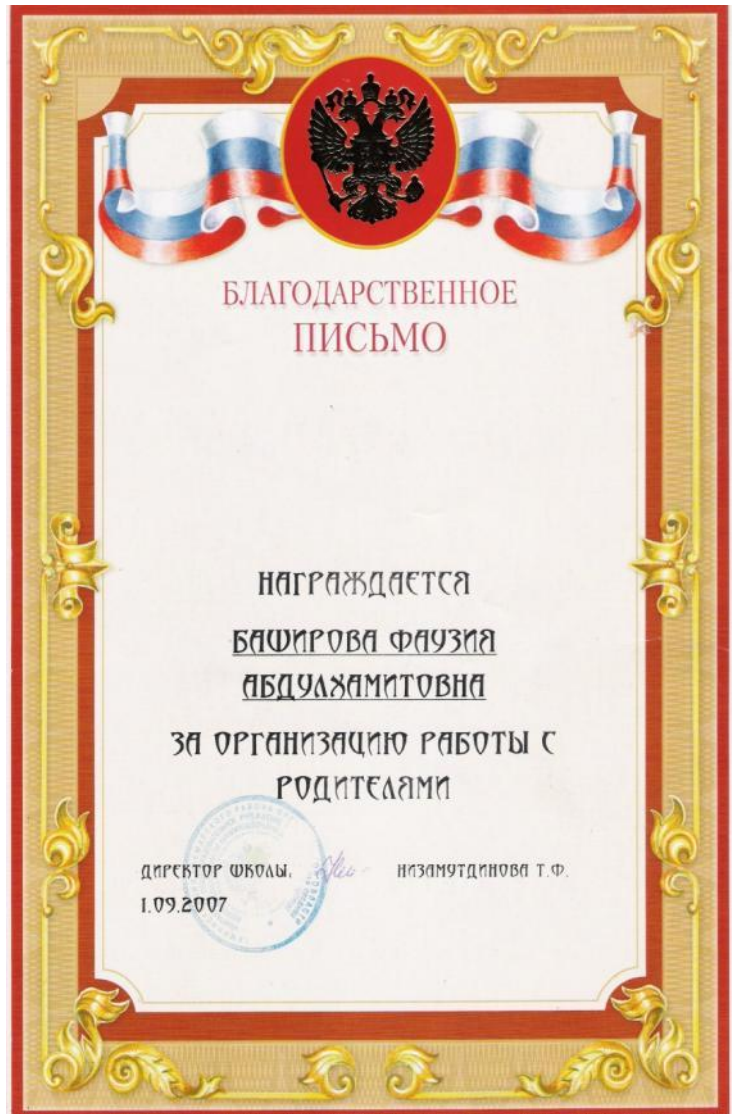 БЛАГОДАРСТВЕННОЕ
ПИСЬМО
НАГРАЖДАЕТСЯ
БАШИРОВА ФАУЗИЯ
АБДУЛХАМИТОВНА
ЗА ОРГАНИЗАЦИЮ РАБОТЫ С
РОДИТЕЛЯМИ
ДИРЕКТОР ШКОЛЫ: НИЗАМУТДИНОВА Т.Ф.
1.09.2007